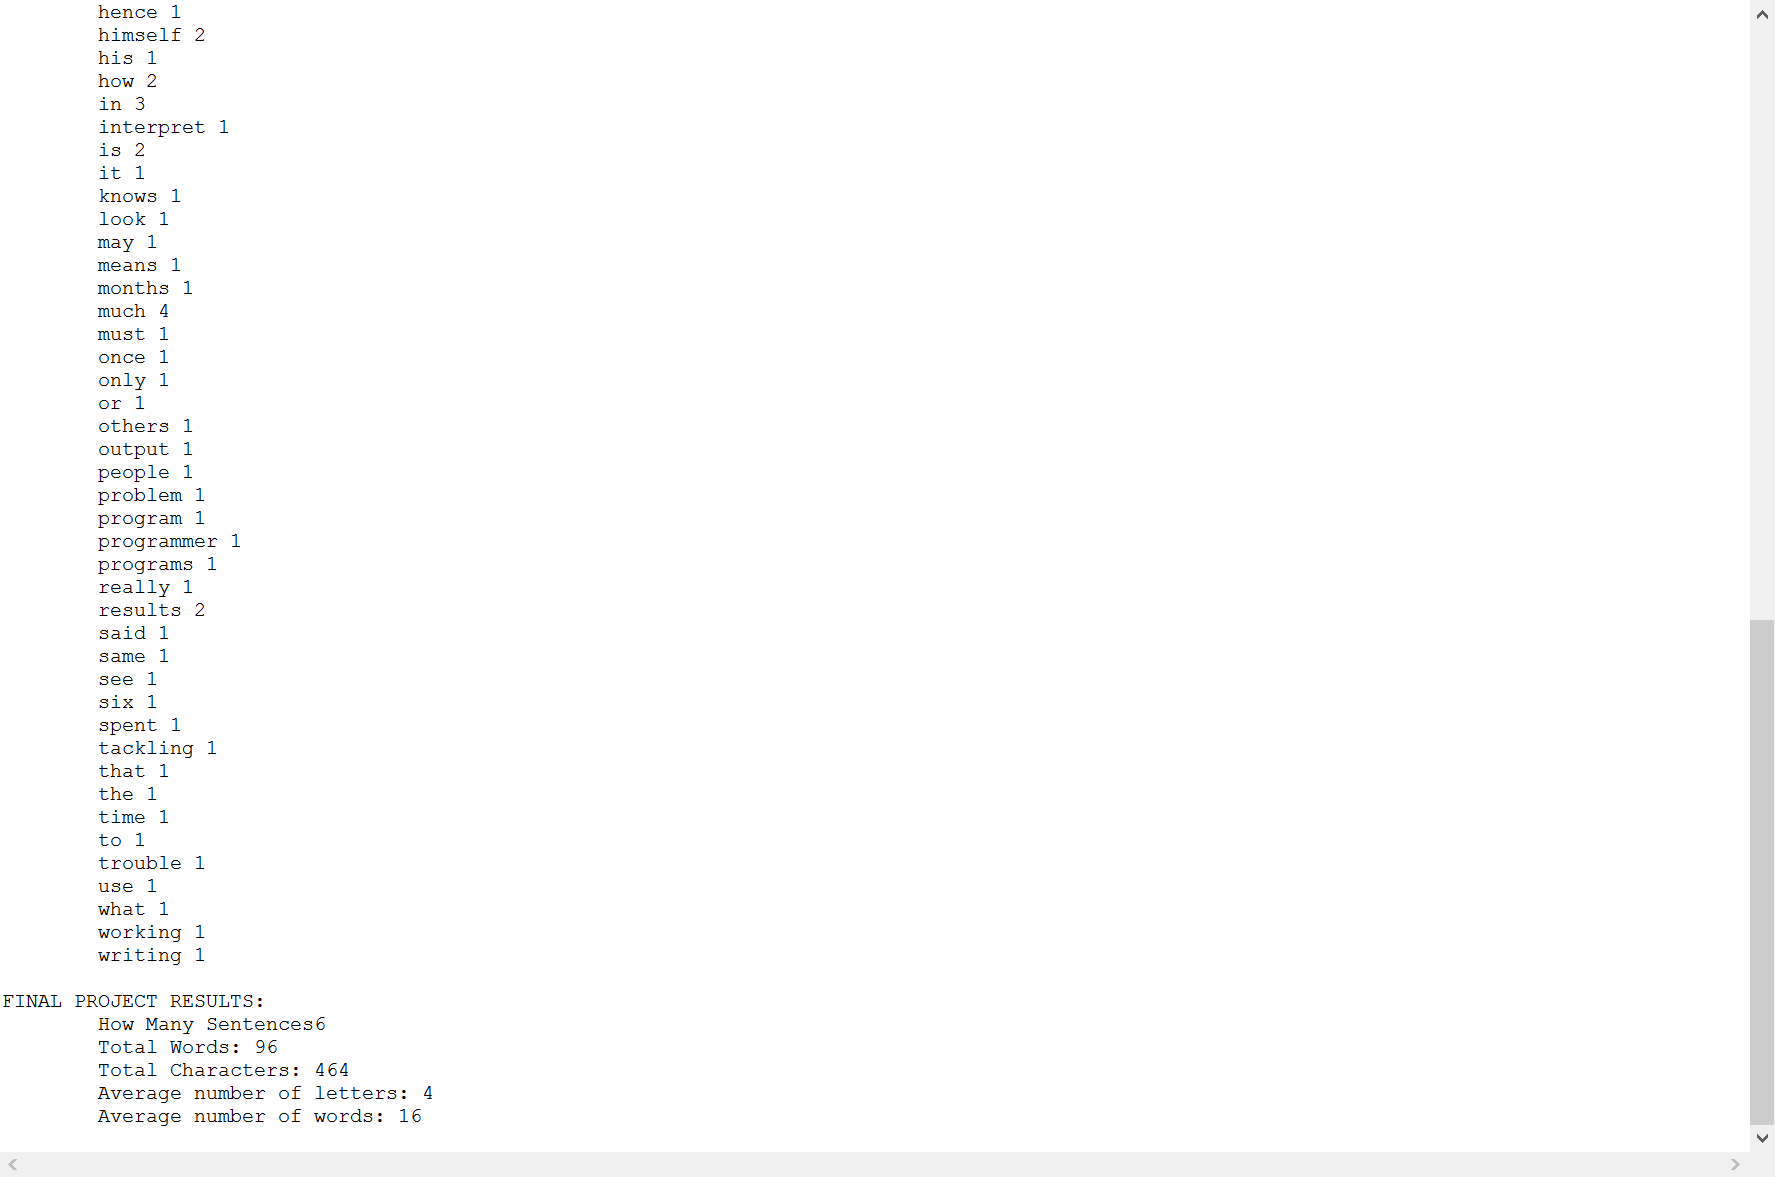 hence 1
himself 2
his 1
how 2
in 3
interpret 1
is 2
it 1
knows 1
look 1
may 1
means 1
months 1
much 4
must 1
once 1
only 1
or 1
others 1
output 1
people 1
problem 1
program 1
programmer 1
programs 1
really 1
results 2
said 1
same 1
see 1
six 1
spent 1
tackling 1
that 1
the 1
time 1
to 1
trouble 1
use 1
what 1
working 1
writing 1
FINAL PROJECT RESULTS:
How Many Sentences6
Total Words: 96
Total Characters: 464
Average number of letters: 4
Average number of words: 16